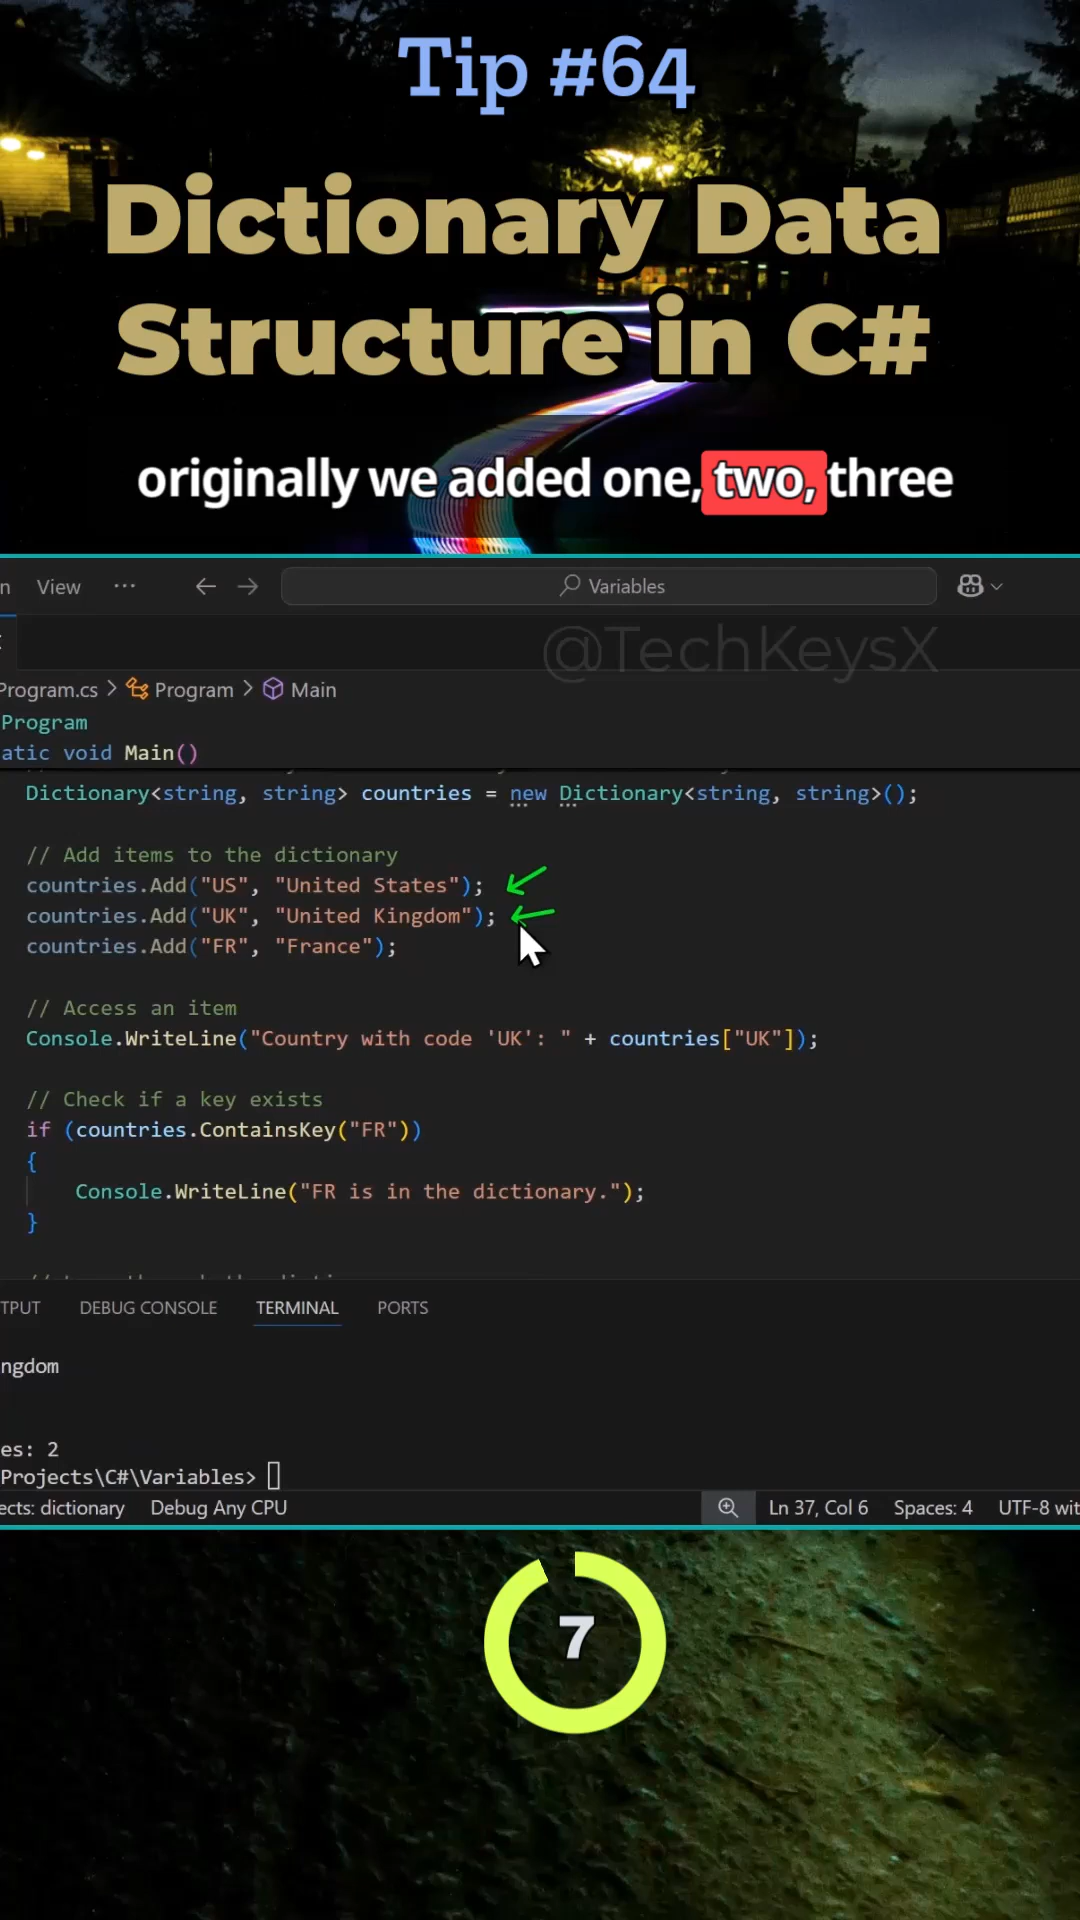 Tip #64
Dictionary Data
Structure in C#
originally we added one, two, three
n View ··· ← → Variables
@TechKeysX
Program.cs > Program > Main
Program
atic void Main()
Dictionary<string, string> countries = new Dictionary<string, string>();
// Add items to the dictionary
countries.Add("US", "United States");
countries.Add("UK", "United Kingdom");
countries.Add("FR", "France");
// Access an item
Console.WriteLine("Country with code 'UK': " + countries["UK"]);
// Check if a key exists
if (countries.ContainsKey("FR"))
{
Console.WriteLine("FR is in the dictionary.");
}
TPUT DEBUG CONSOLE TERMINAL PORTS
ngdom
es: 2
Projects\C#\Variables>
ects: dictionary Debug Any CPU Ln 37, Col 6 Spaces: 4 UTF-8 wit
7